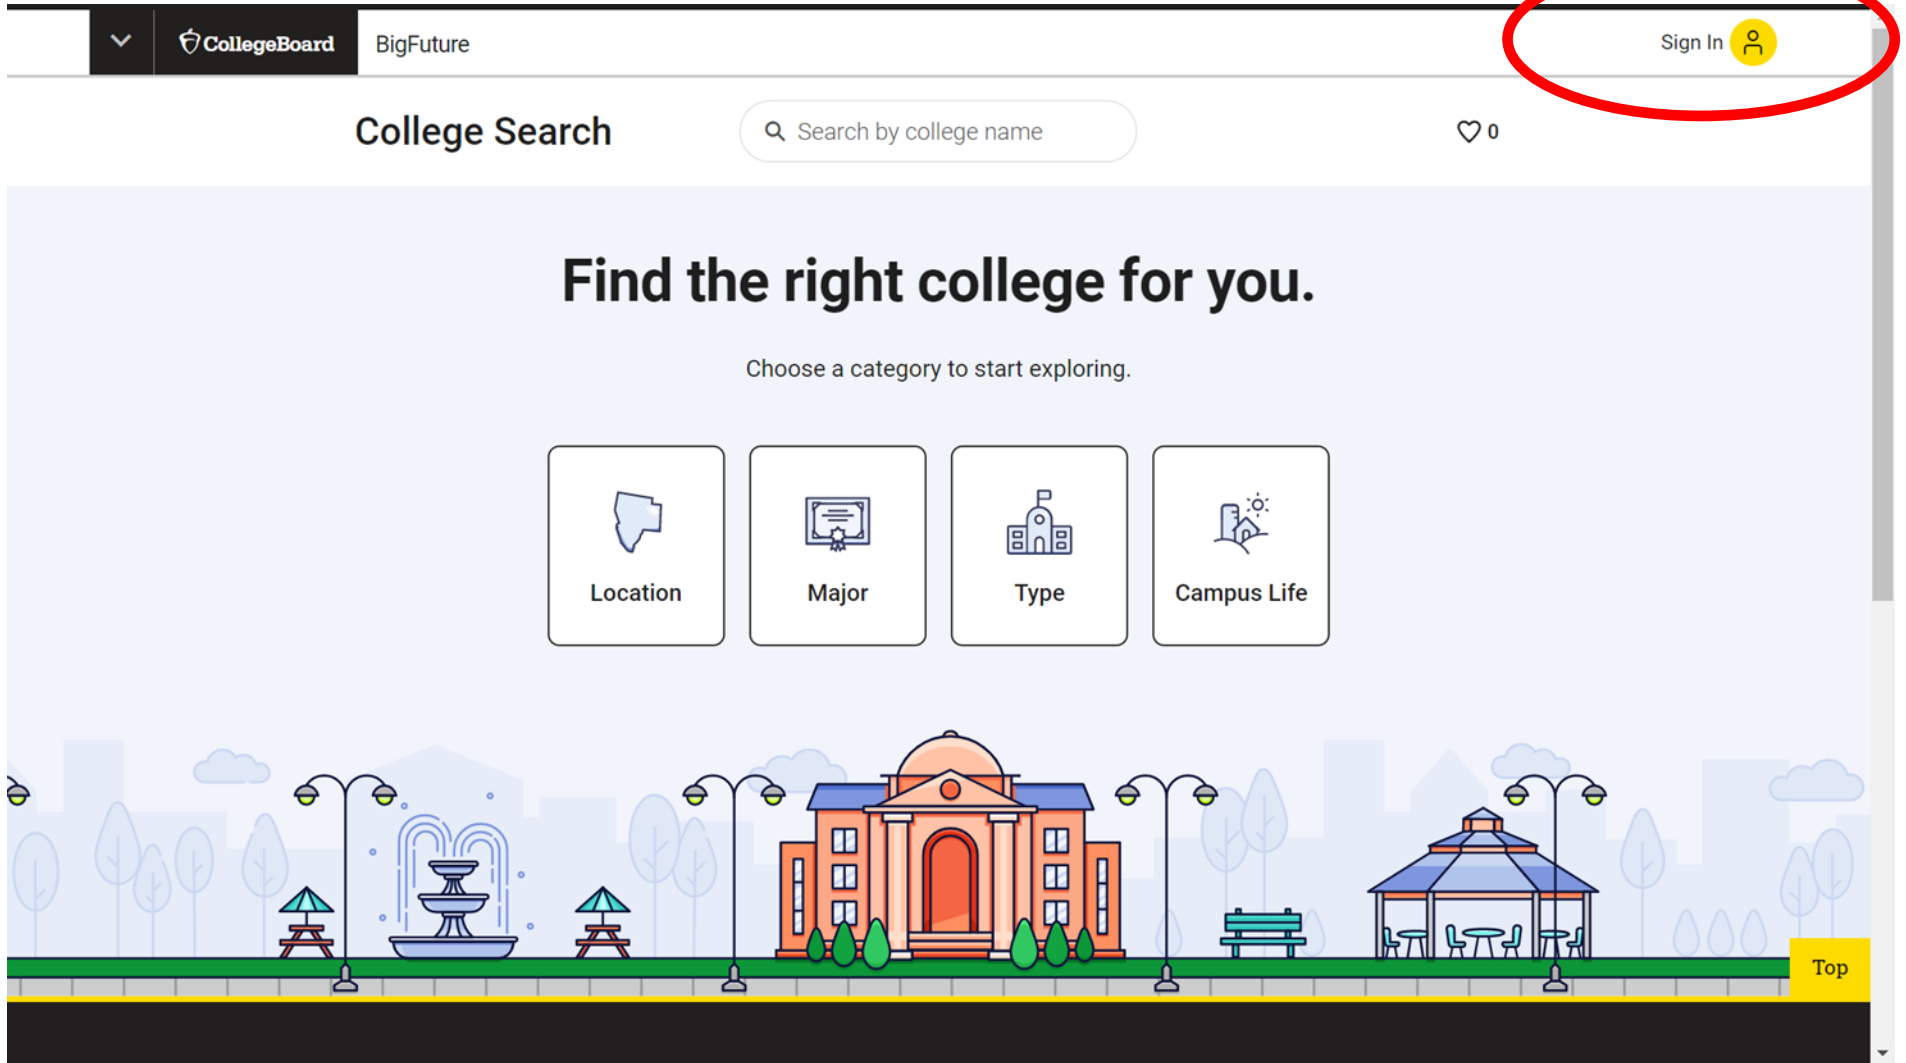 CollegeBoard BigFuture Sign In
College Search Search by college name 0
Find the right college for you.
Choose a category to start exploring.
Location Major Type Campus Life
Top